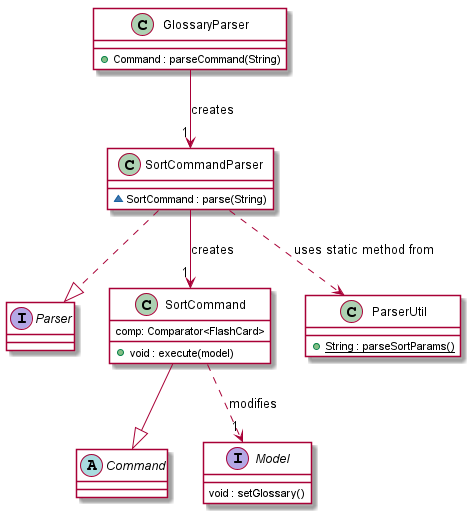 C GlossaryParser
Command : parseCommand(String)
creates
1
C SortCommandParser
SortCommand : parse(String)
creates
uses static method from
1
I Parser
C SortCommand
comp: Comparator<FlashCard>
void : execute(model)
C ParserUtil
String : parseSortParams()
modifies
1
A Command
I Model
void : setGlossary()